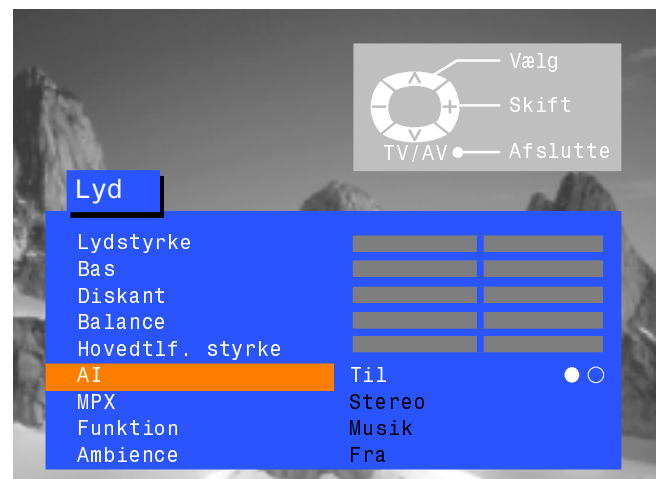 Vælg
Skift
TV/AV Afslutte
Lyd
Lydstyrke
Bas
Diskant
Balance
Hovedtlf. styrke
AI Til
MPX Stereo
Funktion Musik
Ambience Fra